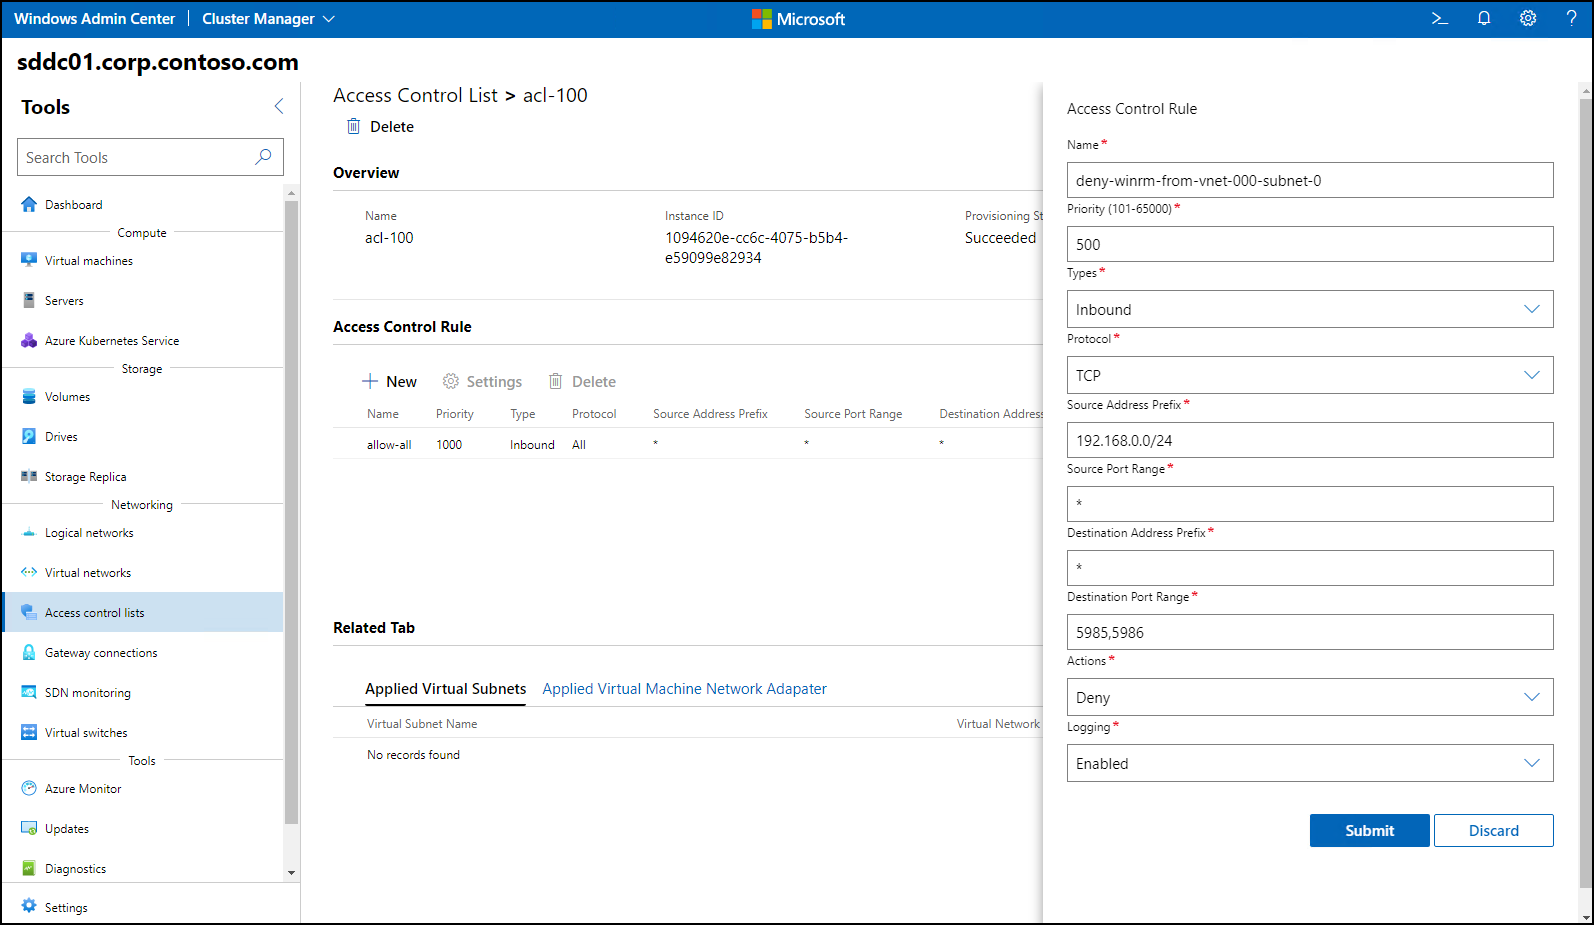 Windows Admin Center Cluster Manager Microsoft ?
sddc01.corp.contoso.com
Tools
Search Tools
Dashboard
Compute
Virtual machines
Servers
Azure Kubernetes Service
Storage
Volumes
Drives
Storage Replica
Networking
Logical networks
Virtual networks
Access control lists
Gateway connections
SDN monitoring
Virtual switches
Tools
Azure Monitor
Updates
Diagnostics
Settings
Access Control List > acl-100
Delete
Overview
Name Instance ID Provisioning St
acl-100 1094620e-cc6c-4075-b5b4- Succeeded
e59099e82934
Access Control Rule
New Settings Delete
Name Priority Type Protocol Source Address Prefix Source Port Range Destination Address
allow-all 1000 Inbound All * * *
Related Tab
Applied Virtual Subnets Applied Virtual Machine Network Adapater
Virtual Subnet Name Virtual Network
No records found
Access Control Rule
Name*
deny-winrm-from-vnet-000-subnet-0
Priority (101-65000)*
500
Types*
Inbound
Protocol*
TCP
Source Address Prefix*
192.168.0.0/24
Source Port Range*
*
Destination Address Prefix*
*
Destination Port Range*
5985,5986
Actions*
Deny
Logging*
Enabled
Submit Discard